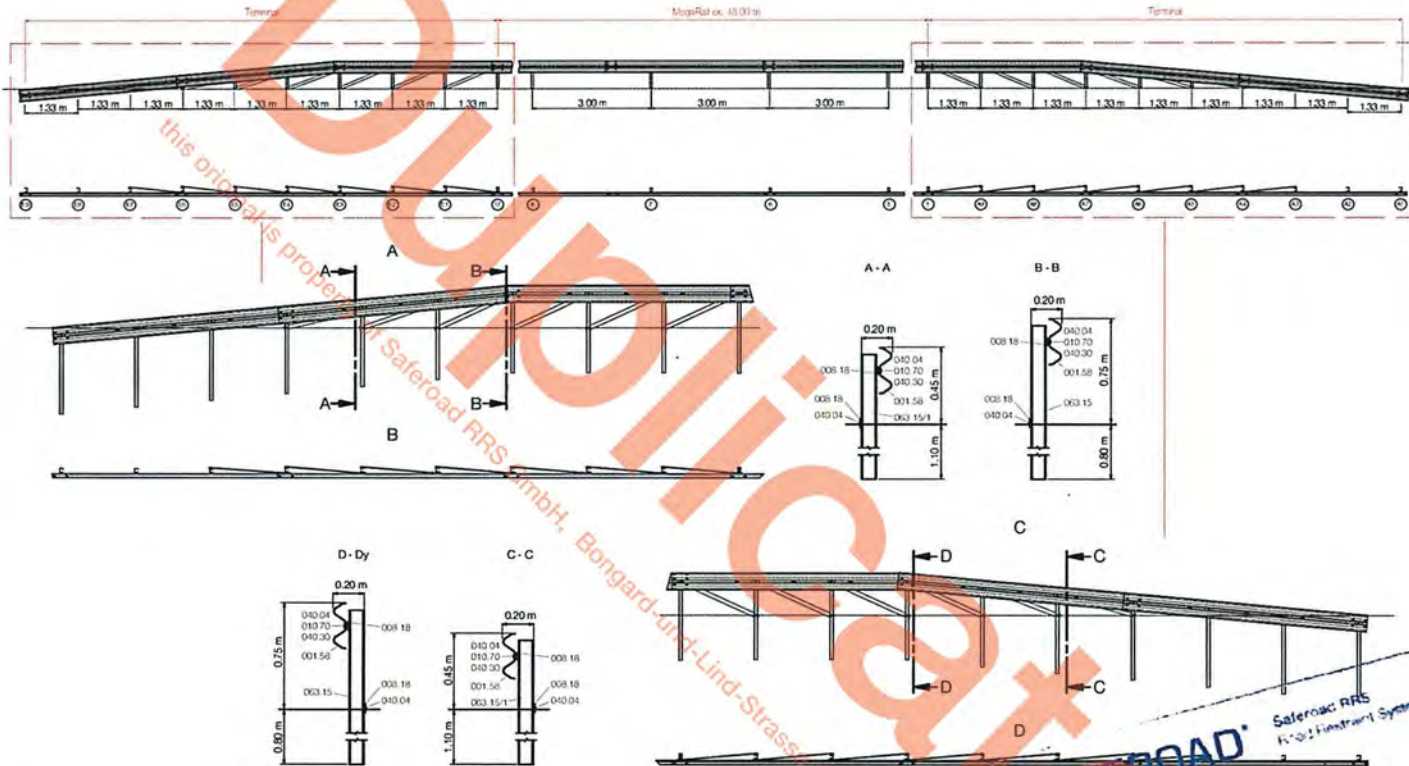 Terminal
MegaRail ec, 48.00 m
Terminal
1.33 m 1.33 m 1.33 m 1.33 m 1.33 m 1.33 m 1.33 m 1.33 m 1.33 m
3.00 m 3.00 m 3.00 m
1.33 m 1.33 m 1.33 m 1.33 m 1.33 m 1.33 m 1.33 m 1.33 m 1.33 m
Duplicat
this original is property of Saferoad RRS GmbH, Bongard-und-Lind-Strasse
A
A B
A B
B
A - A
0.20 m
040.04
008.18 010.70
040.30
001.58
008.18
040.04 063.15/1
0.45 m
1.10 m
B - B
0.20 m
040.04
008.18 010.70
040.30
001.58
008.18 063.15
040.04
0.75 m
0.80 m
C
D C
D C
D - Dy
0.20 m
040.04
010.70 008.18
040.30
001.58
063.15 008.18
040.04
0.75 m
0.80 m
C - C
0.20 m
040.04
010.70 008.18
040.30
001.58 008.18
063.15/1 040.04
0.45 m
1.10 m
D
ROAD®
Saferoad RRS